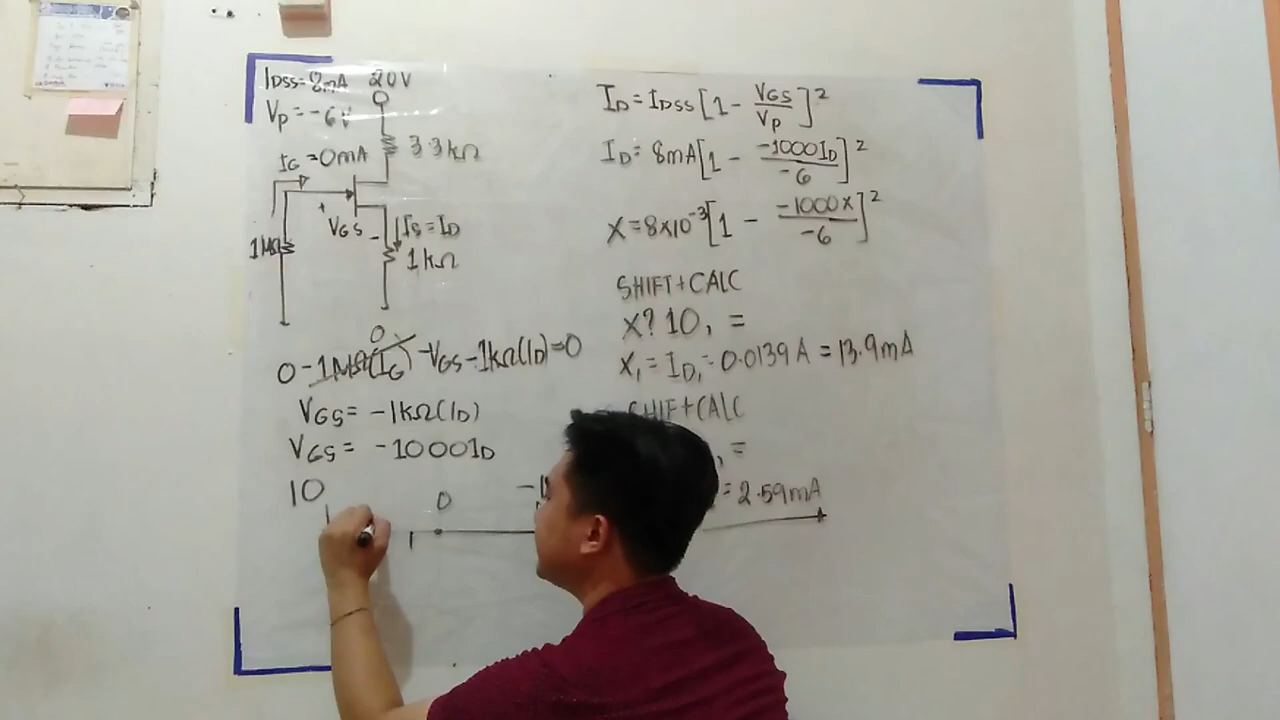 IDSS=8mA 20V
Vp=-6V
3.3kΩ
IG=0mA
+
VGS -
IS=ID
1MΩ
1kΩ
0
0-1MΩ(IG)-VGS-1kΩ(ID)=0
VGS= -1kΩ(ID)
VGS= -1000ID
10
0
ID=IDSS[1- VGS/Vp]²
ID= 8mA[1- -1000ID/-6]²
X=8x10⁻³[1 - -1000X/-6]²
SHIFT+CALC
X? 10, =
X₁= ID₁=0.0139A=13.9mA
SHIFT+CALC
, =
=2.59mA